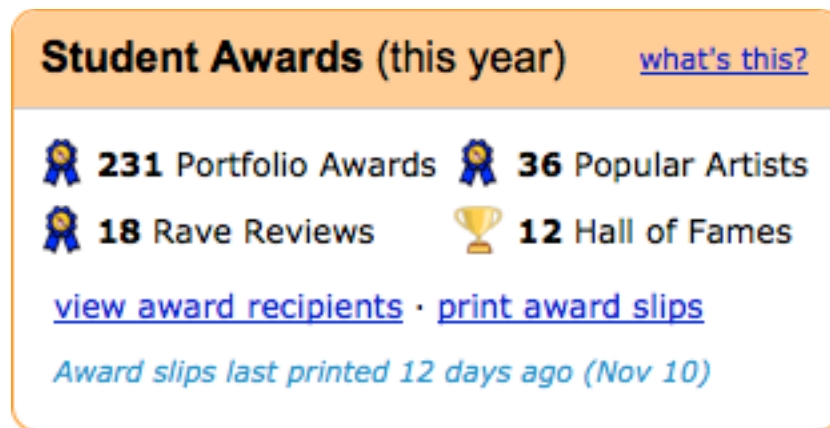 Student Awards (this year) what's this?
231 Portfolio Awards 36 Popular Artists
18 Rave Reviews 12 Hall of Fames
view award recipients · print award slips
Award slips last printed 12 days ago (Nov 10)